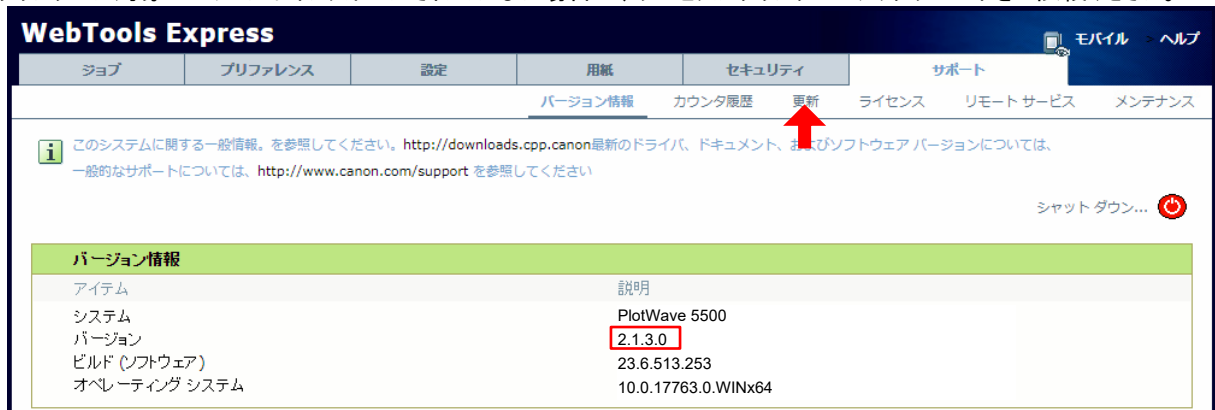 WebTools Express
モバイル ヘルプ
ジョブ プリファレンス 設定 用紙 セキュリティ サポート
バージョン情報 カウンタ履歴 更新 ライセンス リモート サービス メンテナンス
このシステムに関する一般情報。を参照してください。http://downloads.cpp.canon最新のドライバ、ドキュメント、およびソフトウェア バージョンについては、
一般的なサポートについては、http://www.canon.com/support を参照してください
シャット ダウン...
バージョン情報
アイテム 説明
システム PlotWave 5500
バージョン 2.1.3.0
ビルド (ソフトウェア) 23.6.513.253
オペレーティング システム 10.0.17763.0.WINx64